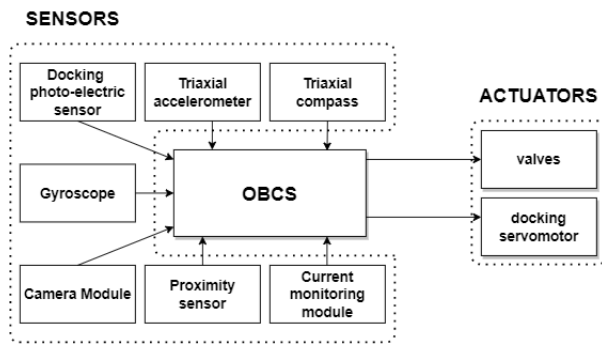 SENSORS
Docking
photo-electric
sensor
Triaxial
accelerometer
Triaxial
compass
ACTUATORS
valves
OBCS
Gyroscope
docking
servomotor
Camera Module
Proximity
sensor
Current
monitoring
module